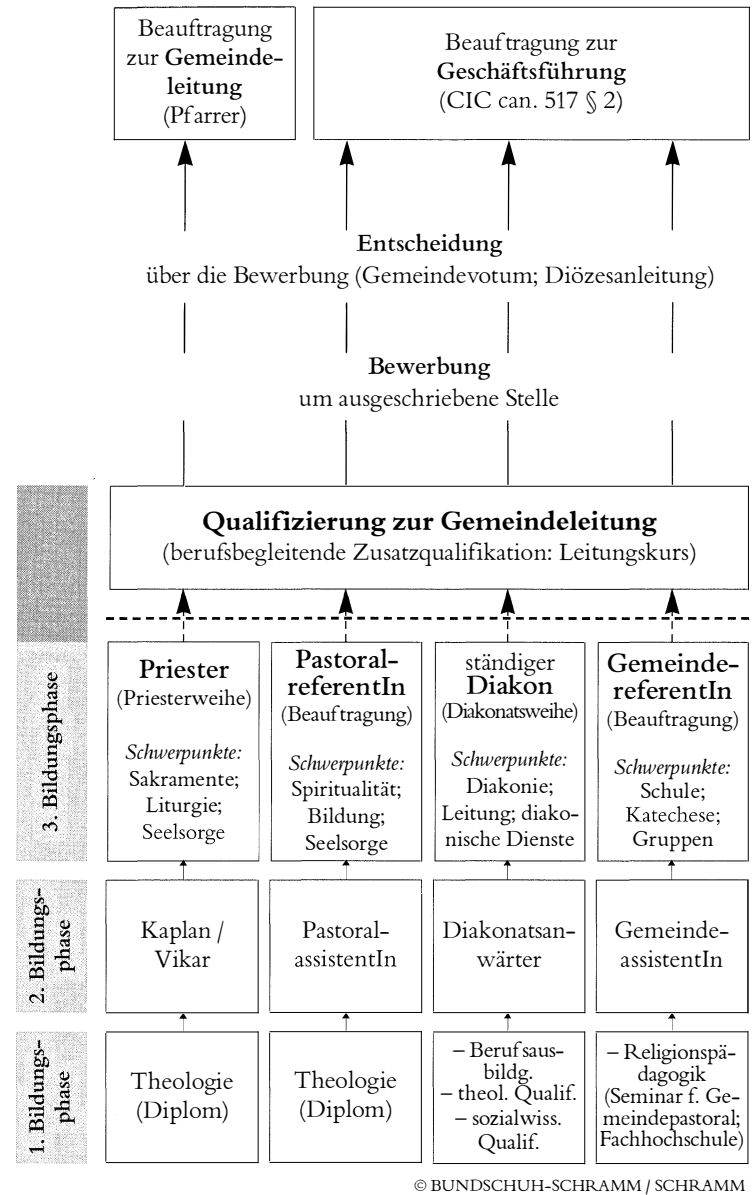 Beauftragung
zur Gemeinde-
leitung
(Pfarrer)
Beauftragung zur
Geschäftsführung
(CIC can. 517 § 2)
Entscheidung
über die Bewerbung (Gemeindevotum; Diözesanleitung)
Bewerbung
um ausgeschriebene Stelle
Qualifizierung zur Gemeindeleitung
(berufsbegleitende Zusatzqualifikation: Leitungskurs)
3. Bildungsphase
Priester
(Priesterweihe)
Schwerpunkte:
Sakramente;
Liturgie;
Seelsorge
Pastoral-
referentIn
(Beauftragung)
Schwerpunkte:
Spiritualität;
Bildung;
Seelsorge
ständiger
Diakon
(Diakonatsweihe)
Schwerpunkte:
Diakonie;
Leitung; diako-
nische Dienste
Gemeinde-
referentIn
(Beauftragung)
Schwerpunkte:
Schule;
Katechese;
Gruppen
2. Bildungs-
phase
Kaplan /
Vikar
Pastoral-
assistentIn
Diakonatsan-
wärter
Gemeinde-
assistentIn
1. Bildungs-
phase
Theologie
(Diplom)
Theologie
(Diplom)
– Berufsaus-
bildg.
– theol. Qualif.
– sozialwiss.
Qualif.
– Religionspä-
dagogik
(Seminar f. Ge-
meindepastoral;
Fachhochschule)
© BUNDSCHUH-SCHRAMM / SCHRAMM